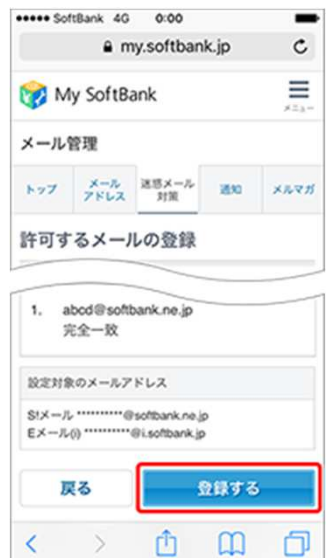 SoftBank 4G 0:00
my.softbank.jp
My SoftBank
メニュー
メール管理
トップ
メール
アドレス
迷惑メール
対策
通知
メルマガ
許可するメールの登録
1. abcd@softbank.ne.jp
完全一致
設定対象のメールアドレス
S!メール **********@softbank.ne.jp
Eメール(i) **********@i.softbank.jp
戻る
登録する